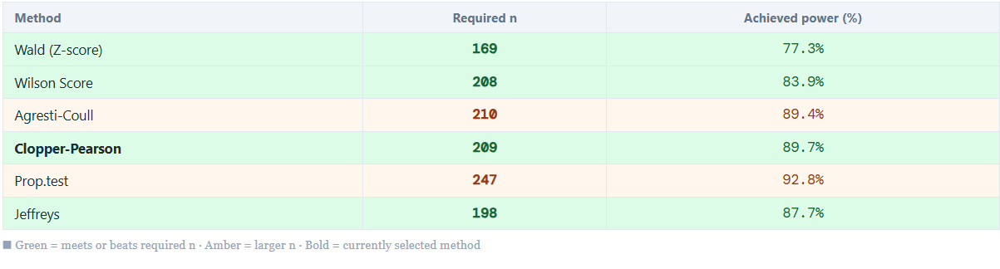 Method Required n Achieved power (%)
Wald (Z-score) 169 77.3%
Wilson Score 208 83.9%
Agresti-Coull 210 89.4%
Clopper-Pearson 209 89.7%
Prop.test 247 92.8%
Jeffreys 198 87.7%
■ Green = meets or beats required n · Amber = larger n · Bold = currently selected method